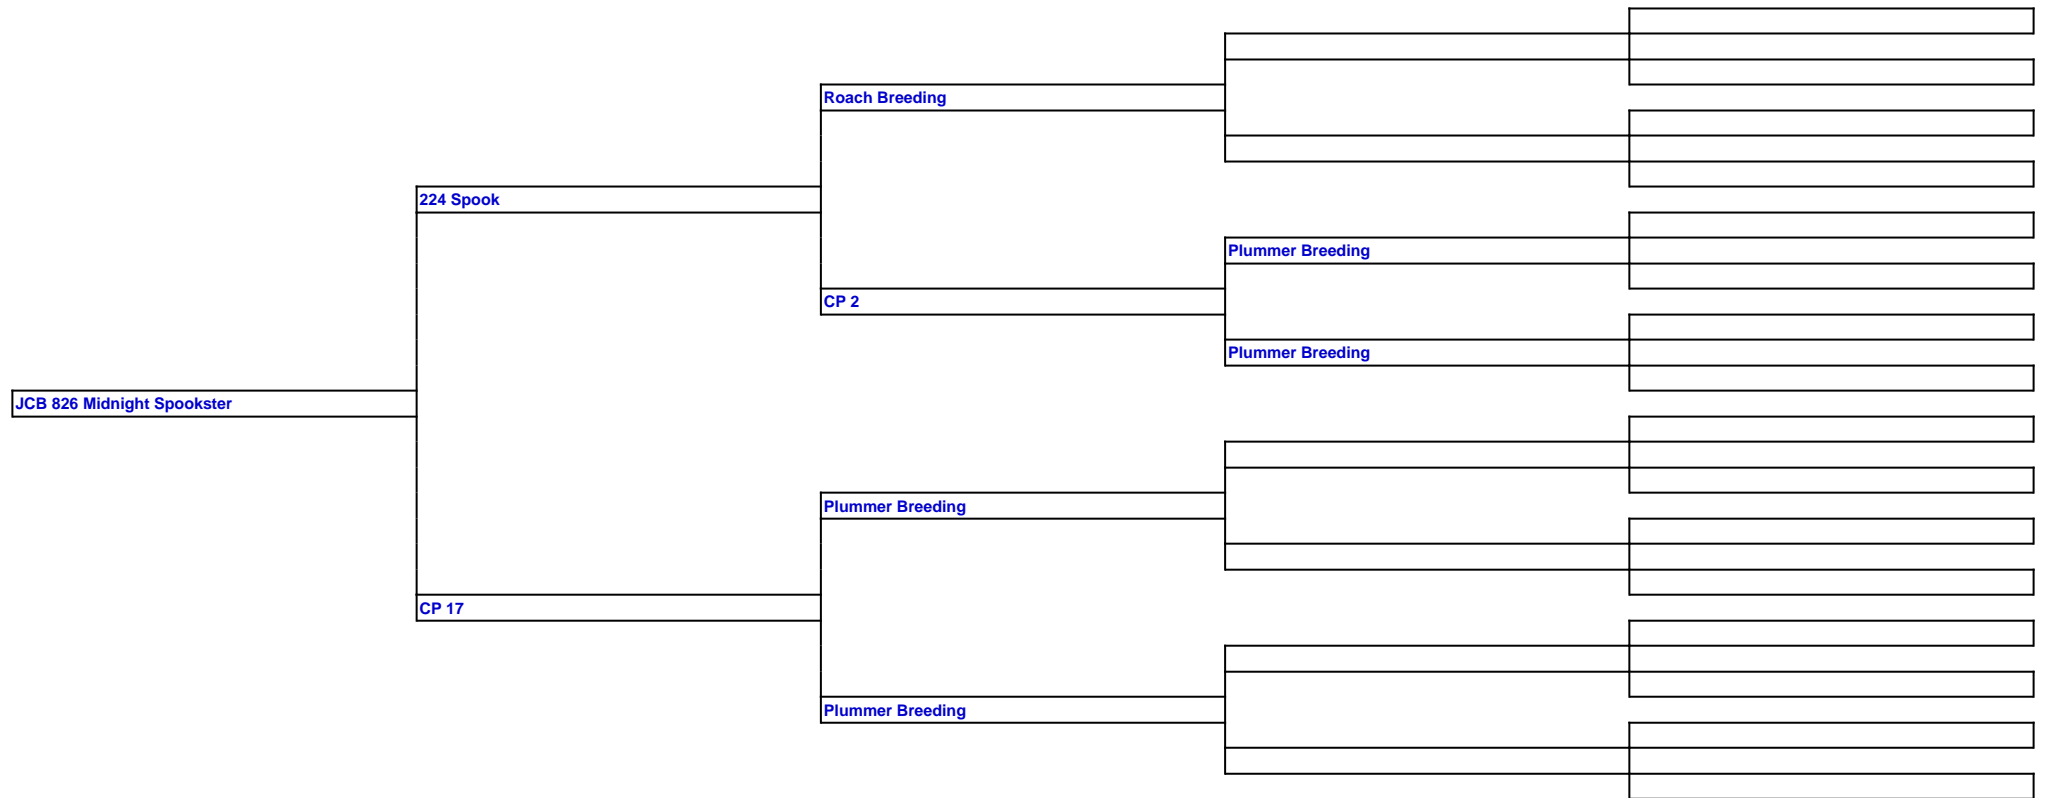 Roach Breeding
224 Spook
Plummer Breeding
CP 2
Plummer Breeding
JCB 826 Midnight Spookster
Plummer Breeding
CP 17
Plummer Breeding